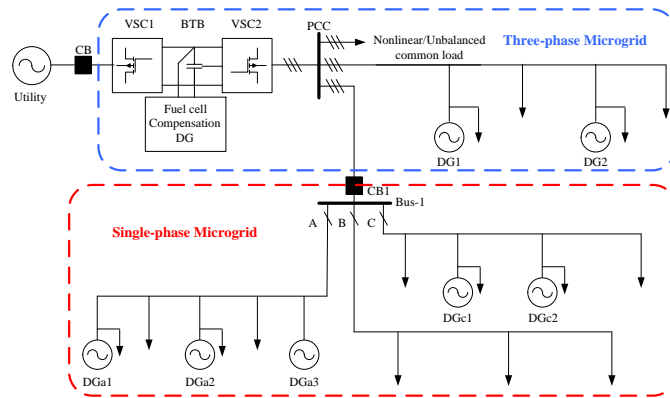 VSC1
BTB
VSC2
PCC
CB
Nonlinear/Unbalanced
common load
Three-phase Microgrid
Utility
Fuel cell
Compensation
DG
DG1
DG2
CB1
Bus-1
A
B
C
Single-phase Microgrid
DGc1
DGc2
DGa1
DGa2
DGa3